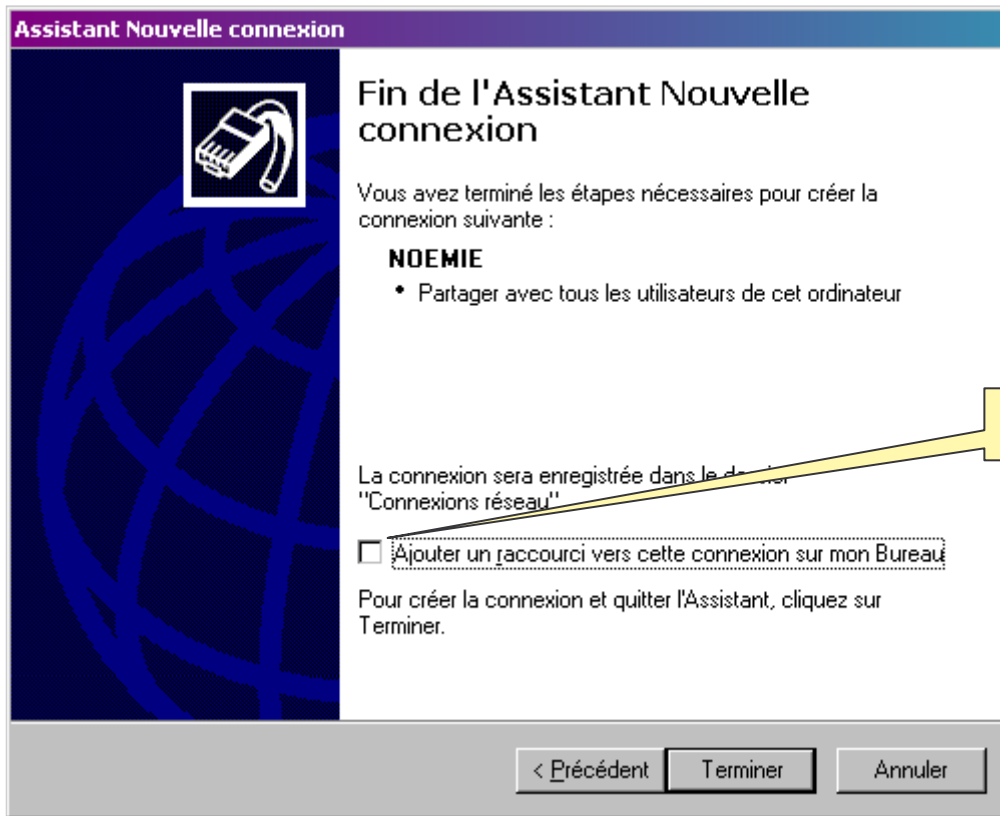 Assistant Nouvelle connexion
Fin de l'Assistant Nouvelle
connexion
Vous avez terminé les étapes nécessaires pour créer la
connexion suivante :
NOEMIE
• Partager avec tous les utilisateurs de cet ordinateur
La connexion sera enregistrée dans le dossier
"Connexions réseau"
Ajouter un raccourci vers cette connexion sur mon Bureau
Pour créer la connexion et quitter l'Assistant, cliquez sur
Terminer.
< Précédent Terminer Annuler